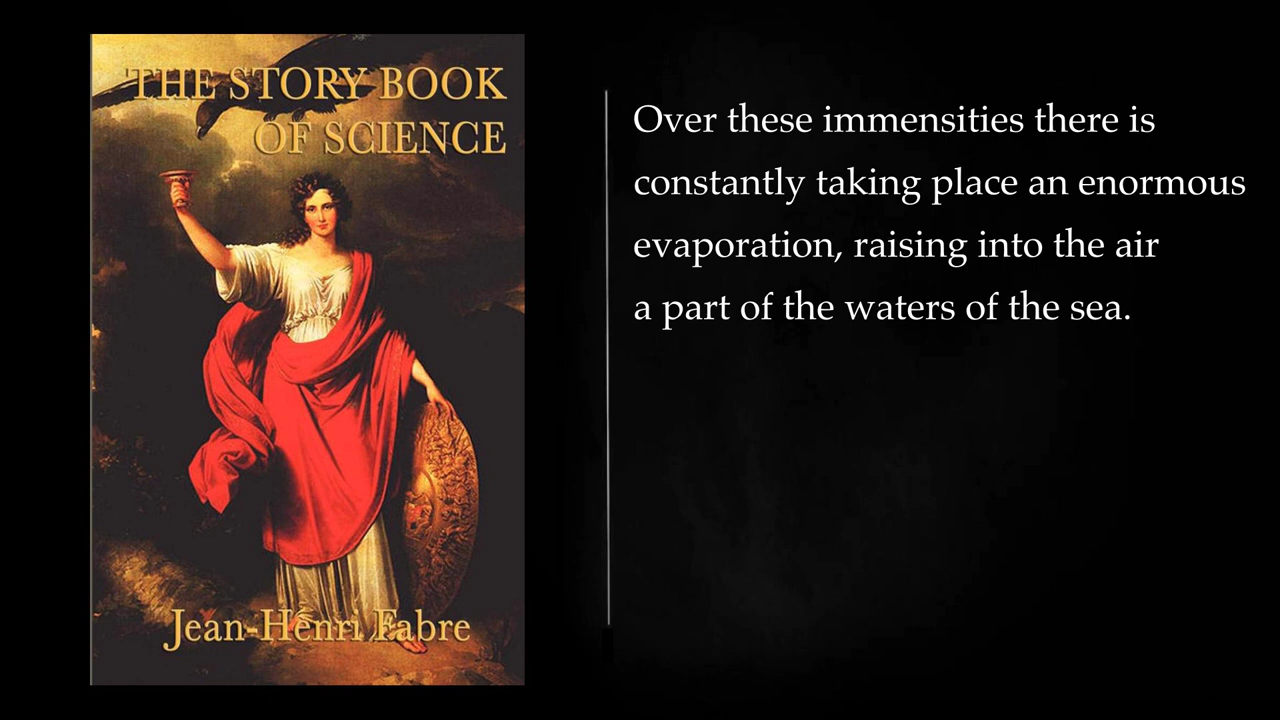 THE STORY BOOK
OF SCIENCE
Jean-Henri Fabre
Over these immensities there is
constantly taking place an enormous
evaporation, raising into the air
a part of the waters of the sea.